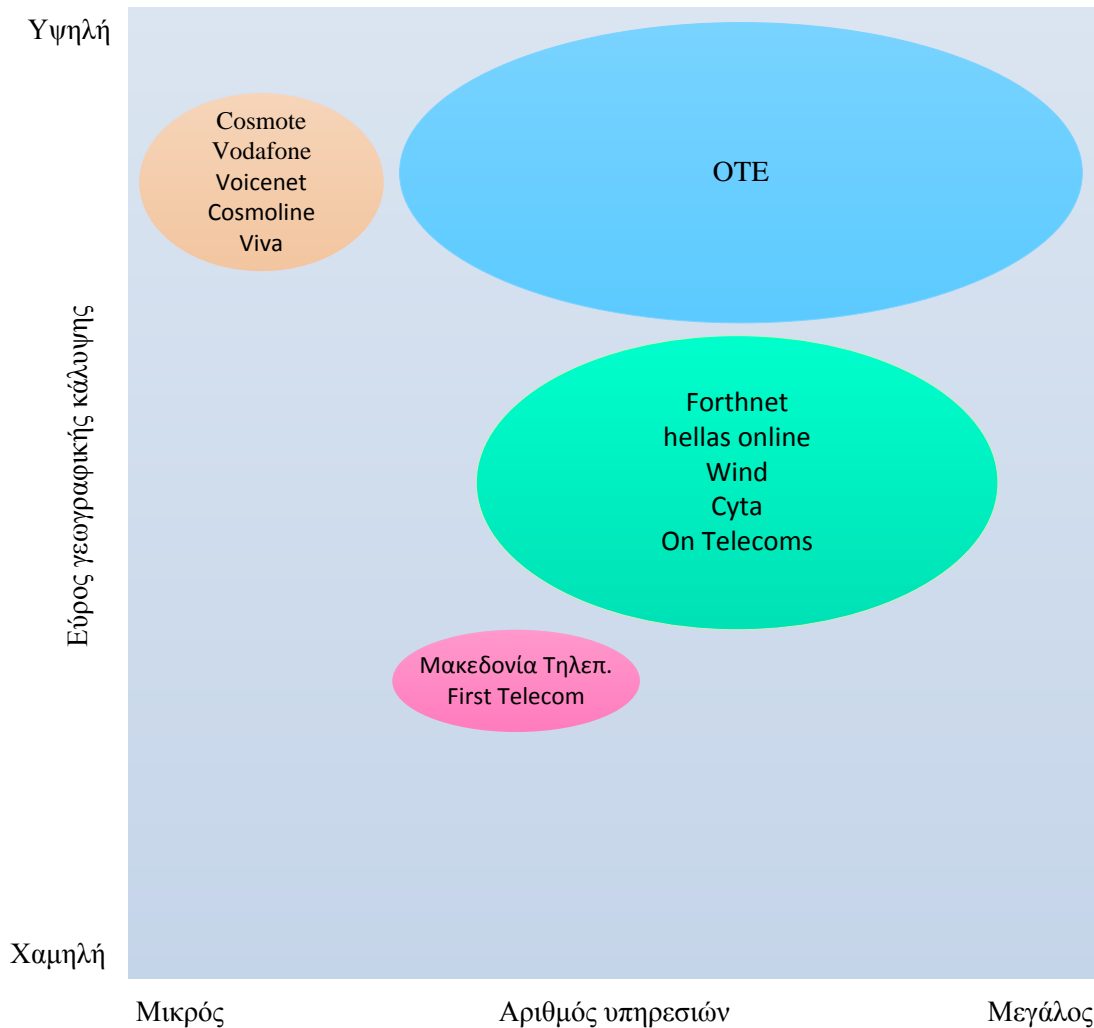 Υψηλή
Cosmote
Vodafone
Voicenet
Cosmoline
Viva
ΟΤΕ
Εύρος γεωγραφικής κάλυψης
Forthnet
hellas online
Wind
Cyta
On Telecoms
Μακεδονία Τηλεπ.
First Telecom
Χαμηλή
Μικρός
Αριθμός υπηρεσιών
Μεγάλος